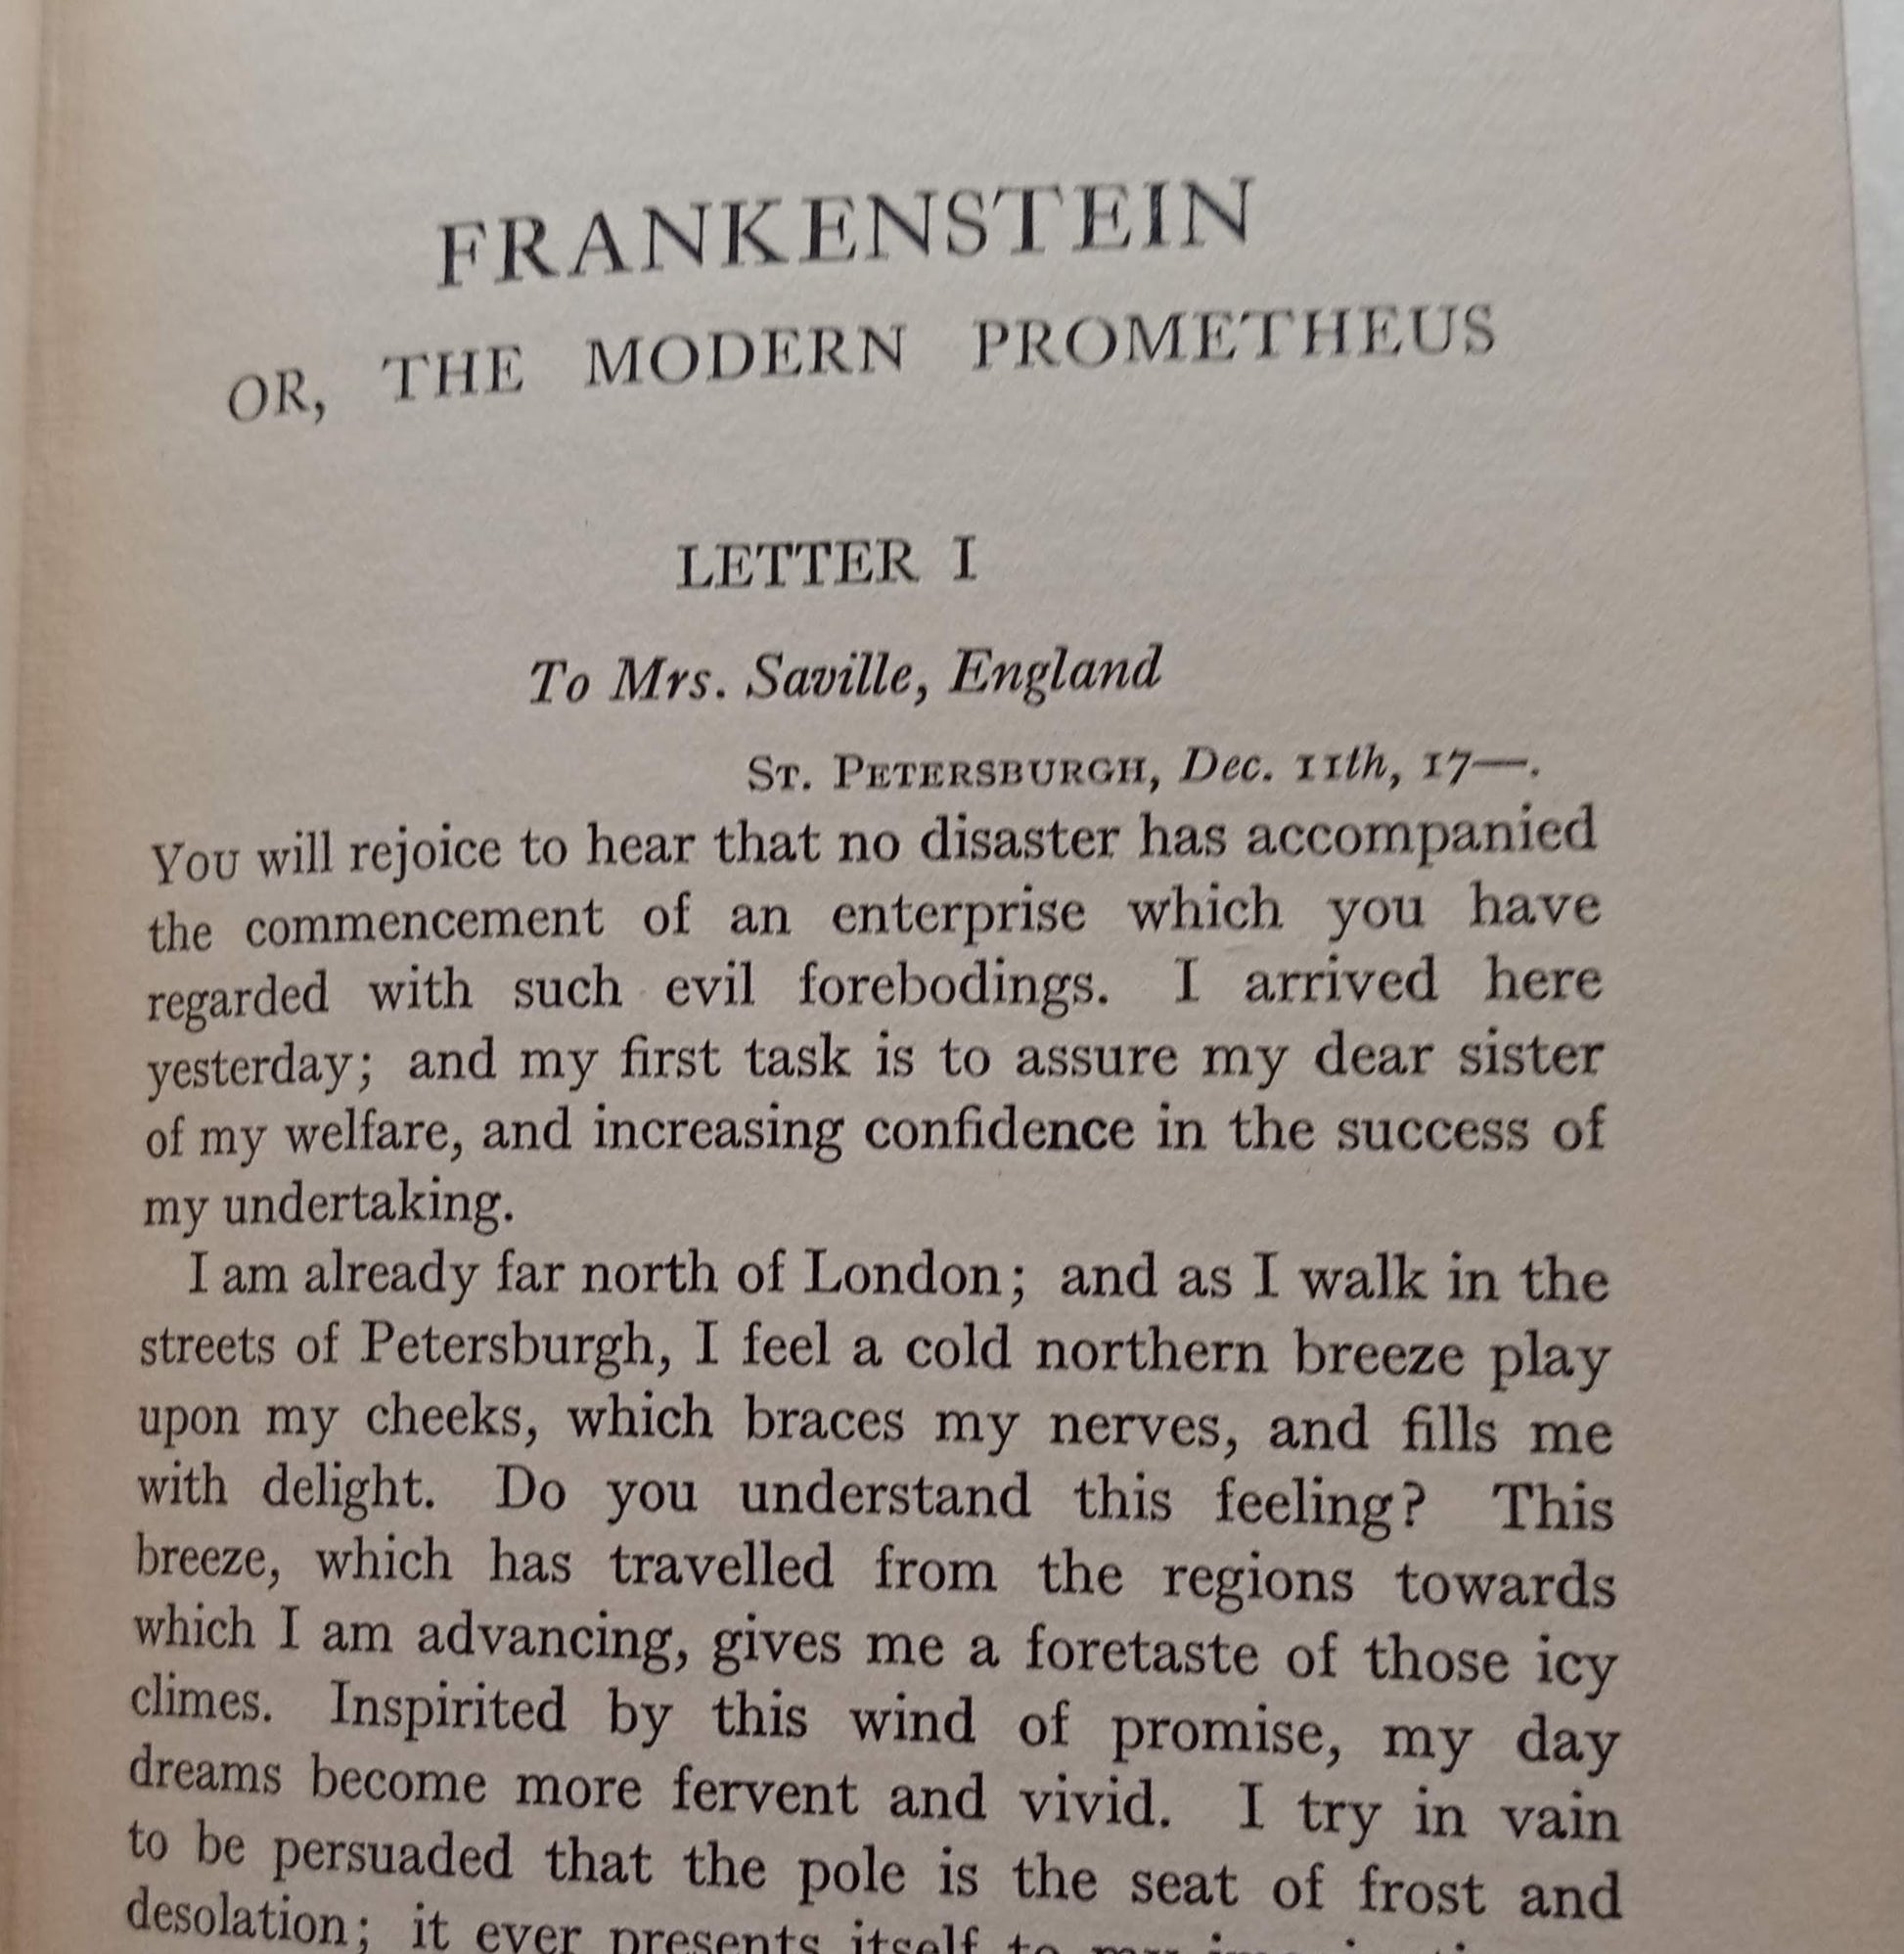 FRANKENSTEIN
OR, THE MODERN PROMETHEUS
LETTER I
To Mrs. Saville, England
St. Petersburgh, Dec. 11th, 17—.
You will rejoice to hear that no disaster has accompanied
the commencement of an enterprise which you have
regarded with such evil forebodings. I arrived here
yesterday; and my first task is to assure my dear sister
of my welfare, and increasing confidence in the success of
my undertaking.
I am already far north of London; and as I walk in the
streets of Petersburgh, I feel a cold northern breeze play
upon my cheeks, which braces my nerves, and fills me
with delight. Do you understand this feeling? This
breeze, which has travelled from the regions towards
which I am advancing, gives me a foretaste of those icy
climes. Inspirited by this wind of promise, my day
dreams become more fervent and vivid. I try in vain
to be persuaded that the pole is the seat of frost and
desolation; it ever presents itself to my